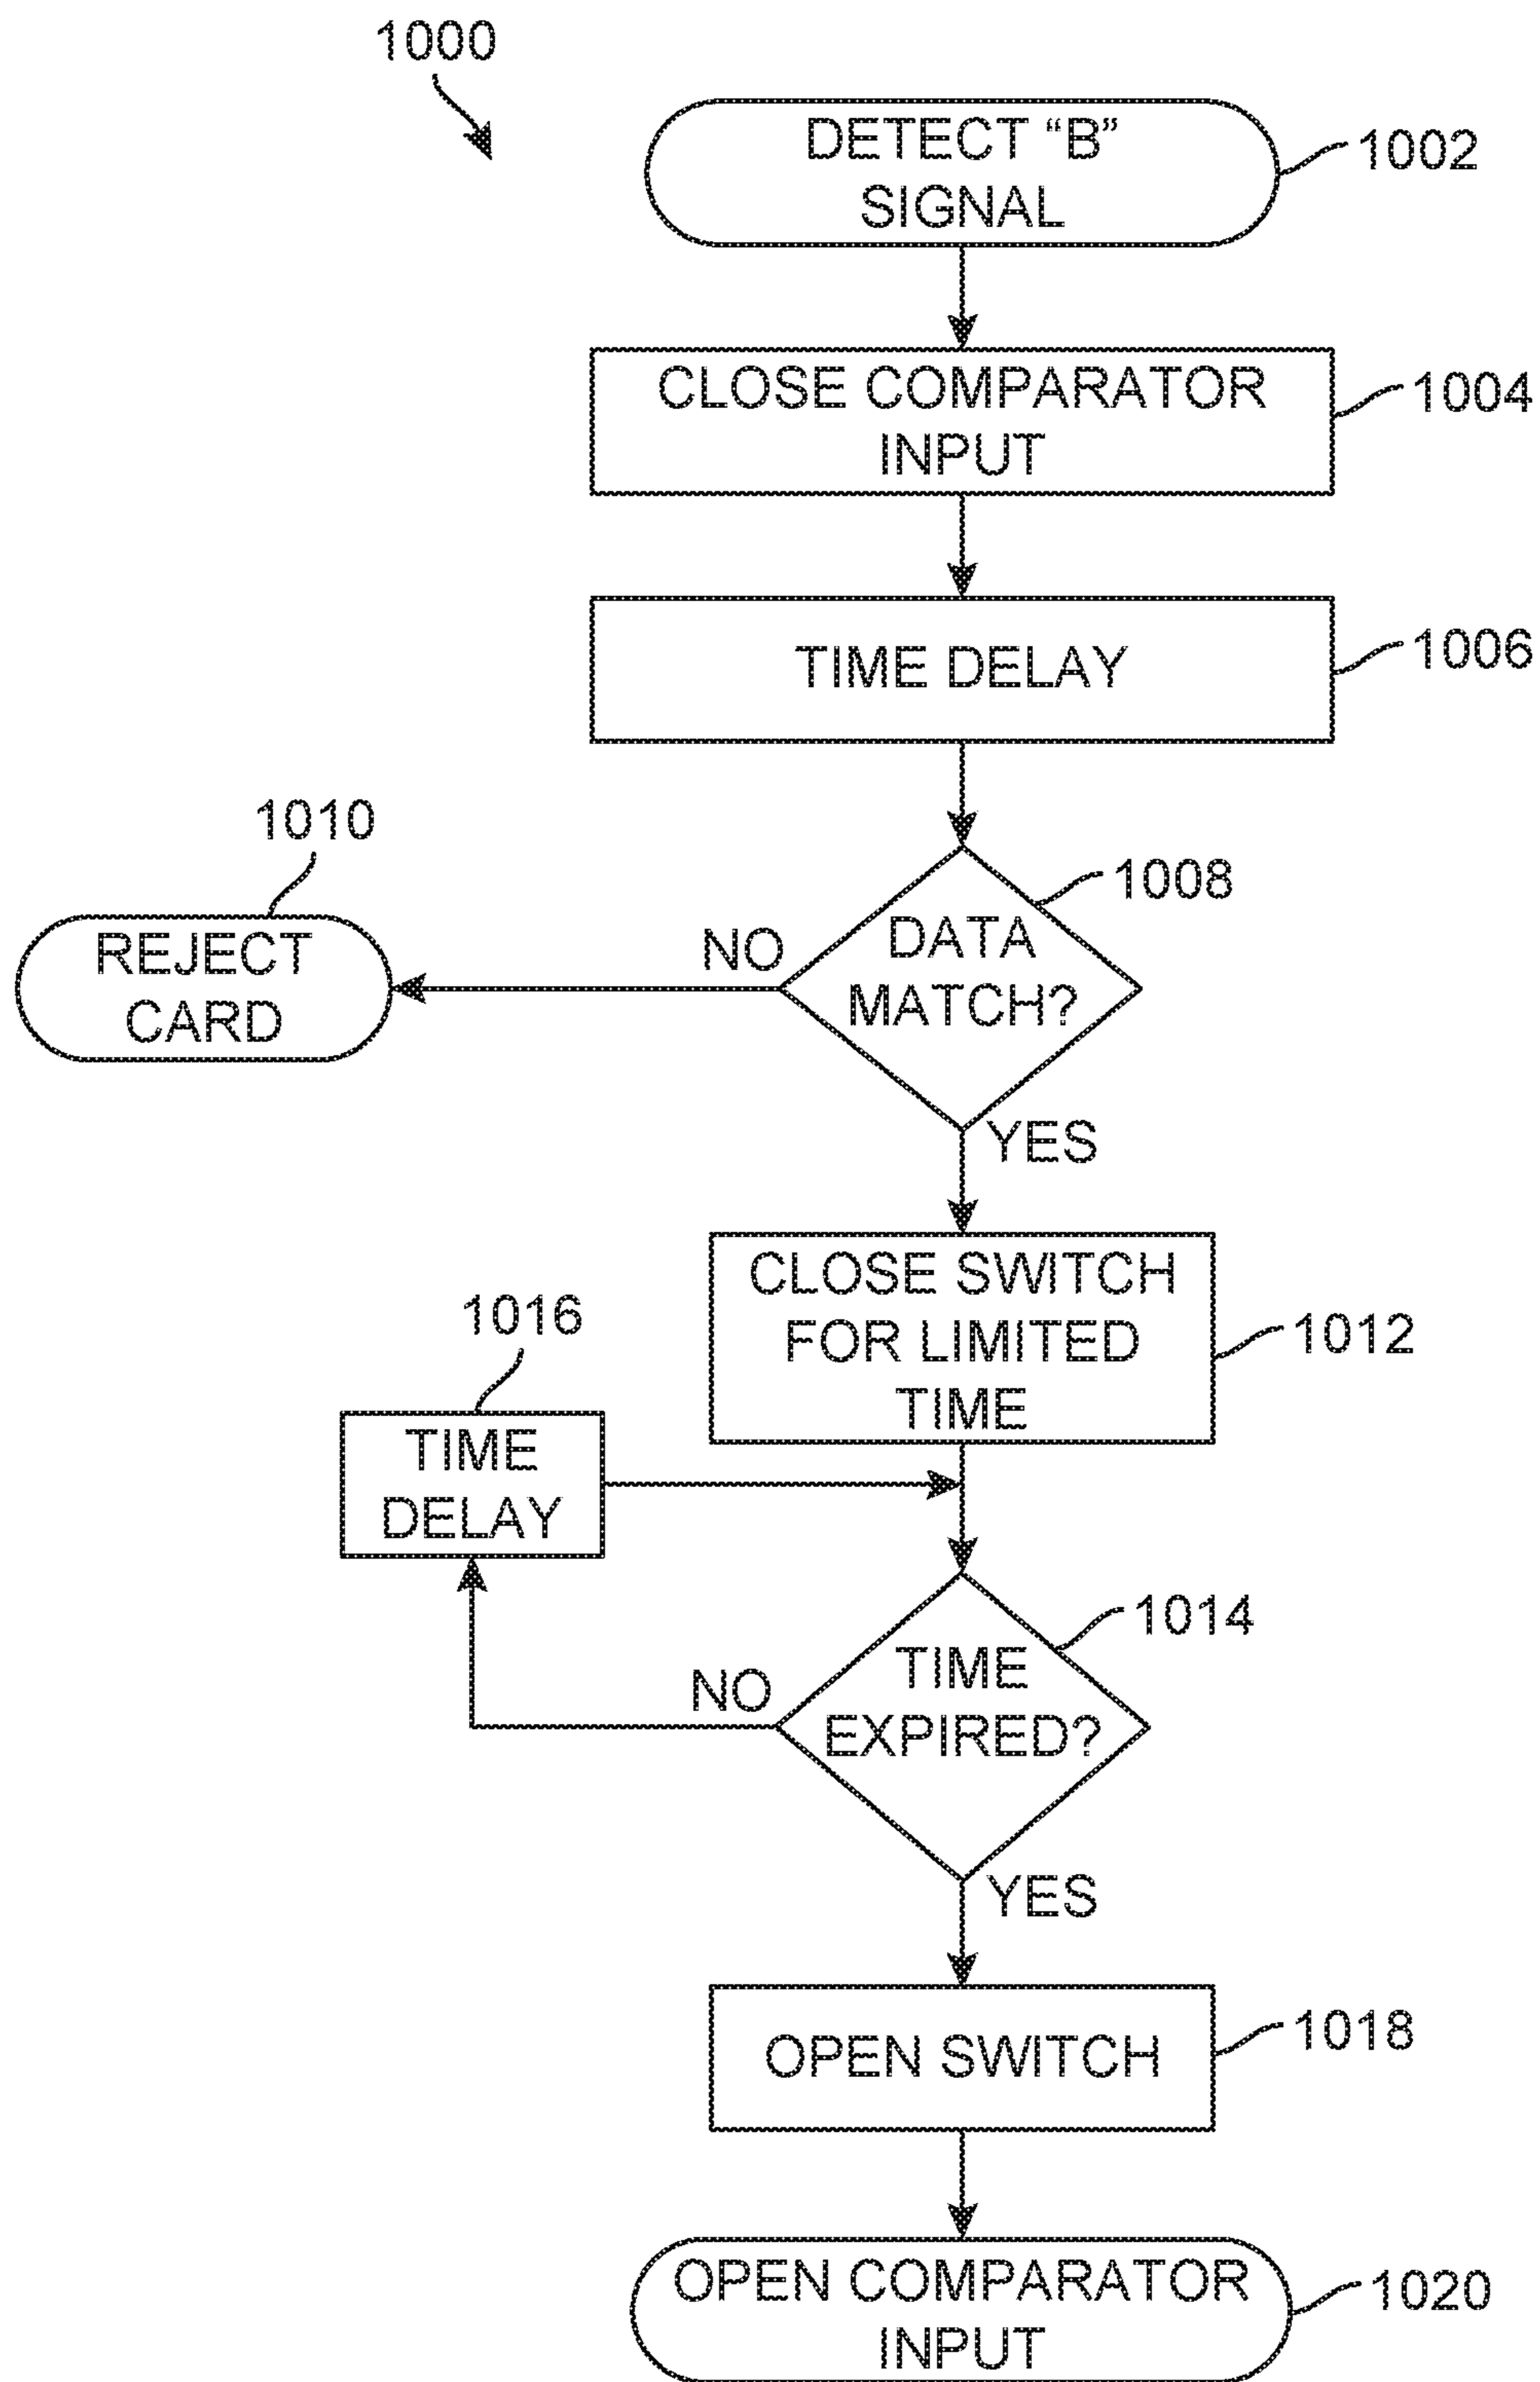 1000
DETECT “B”
SIGNAL
1002
CLOSE COMPARATOR
INPUT
1004
TIME DELAY
1006
1010
REJECT
CARD
NO
DATA
MATCH?
1008
YES
CLOSE SWITCH
FOR LIMITED
TIME
1012
1016
TIME
DELAY
NO
TIME
EXPIRED?
1014
YES
OPEN SWITCH
1018
OPEN COMPARATOR
INPUT
1020